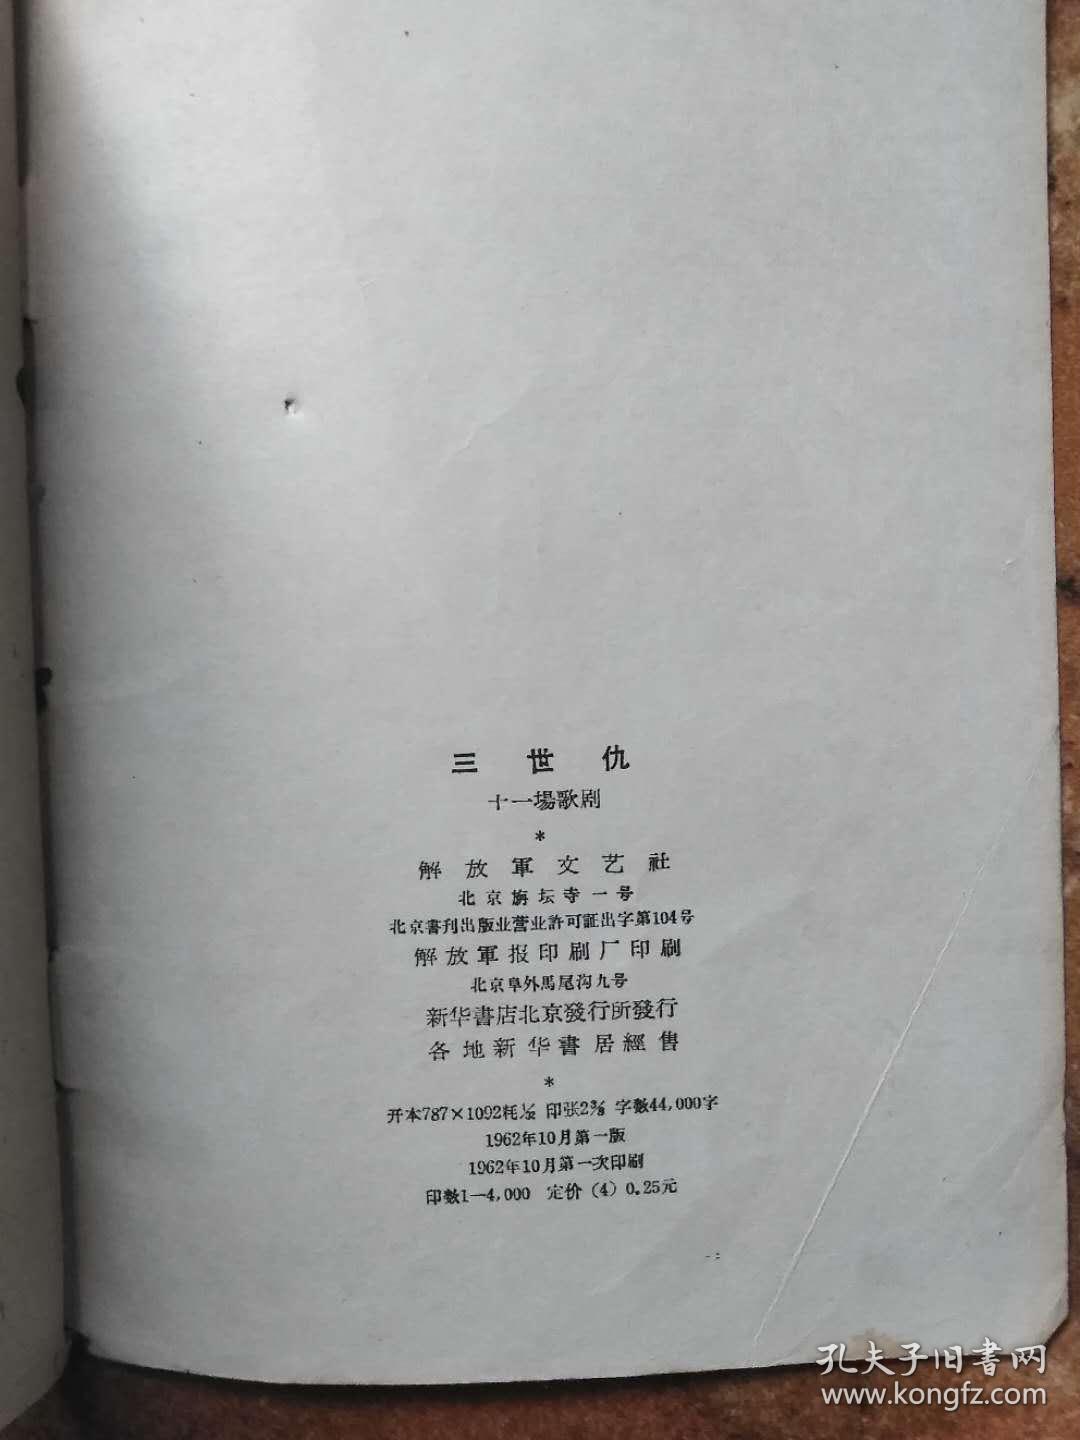 三世仇
十一場歌剧
*
解放軍文艺社
北京旃坛寺一号
北京書刊出版业营业許可証出字第104号
解放軍报印刷厂印刷
北京阜外馬尾沟九号
新华書店北京發行所發行
各地新华書店經售
*
开本787×1092耗1/32 印张2 3/8 字数44,000字
1962年10月第一版
1962年10月第一次印刷
印数1—4,000 定价(4)0.25元
孔夫子旧書网
www.kongfz.com